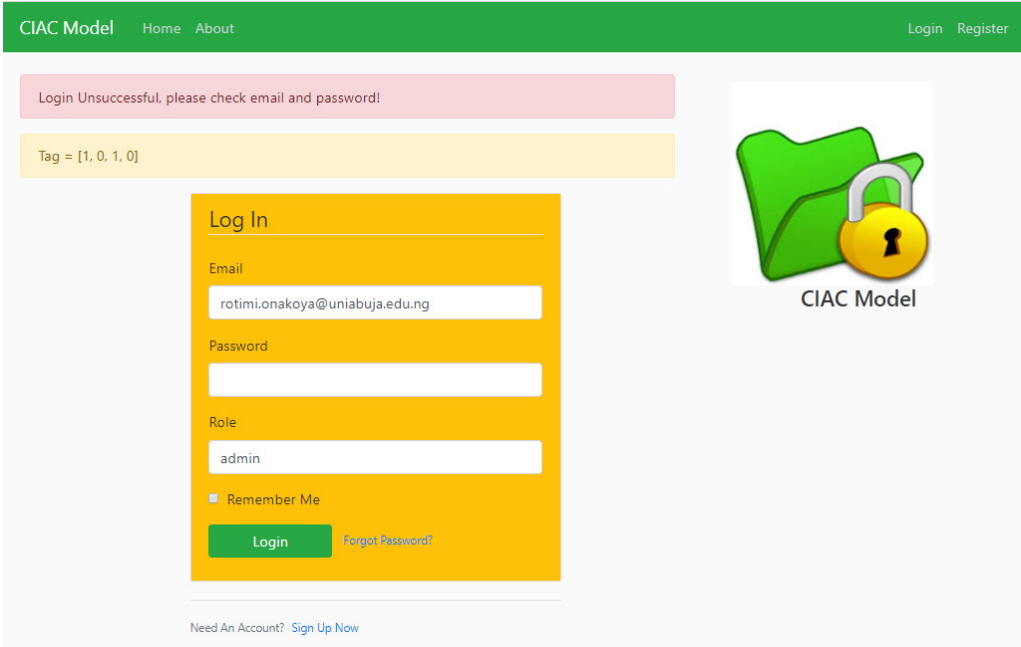 CIAC Model Home About Login Register
Login Unsuccessful, please check email and password!
Tag = [1, 0, 1, 0]
CIAC Model
Log In
Email
rotimi.onakoya@uniabuja.edu.ng
Password
Role
admin
Remember Me
Login Forgot Password?
Need An Account? Sign Up Now